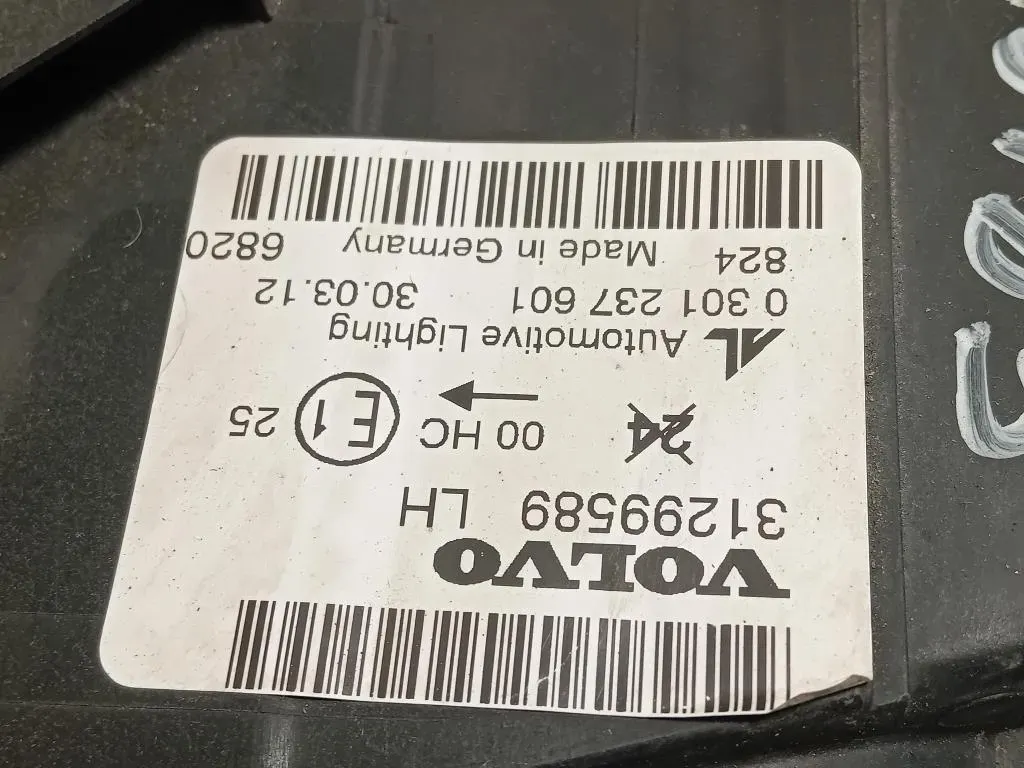 VOLVO
31299589 LH
24 00 HC E1 25
AL Automotive Lighting
0 301 237 601 30.03.12
824 Made in Germany 6820